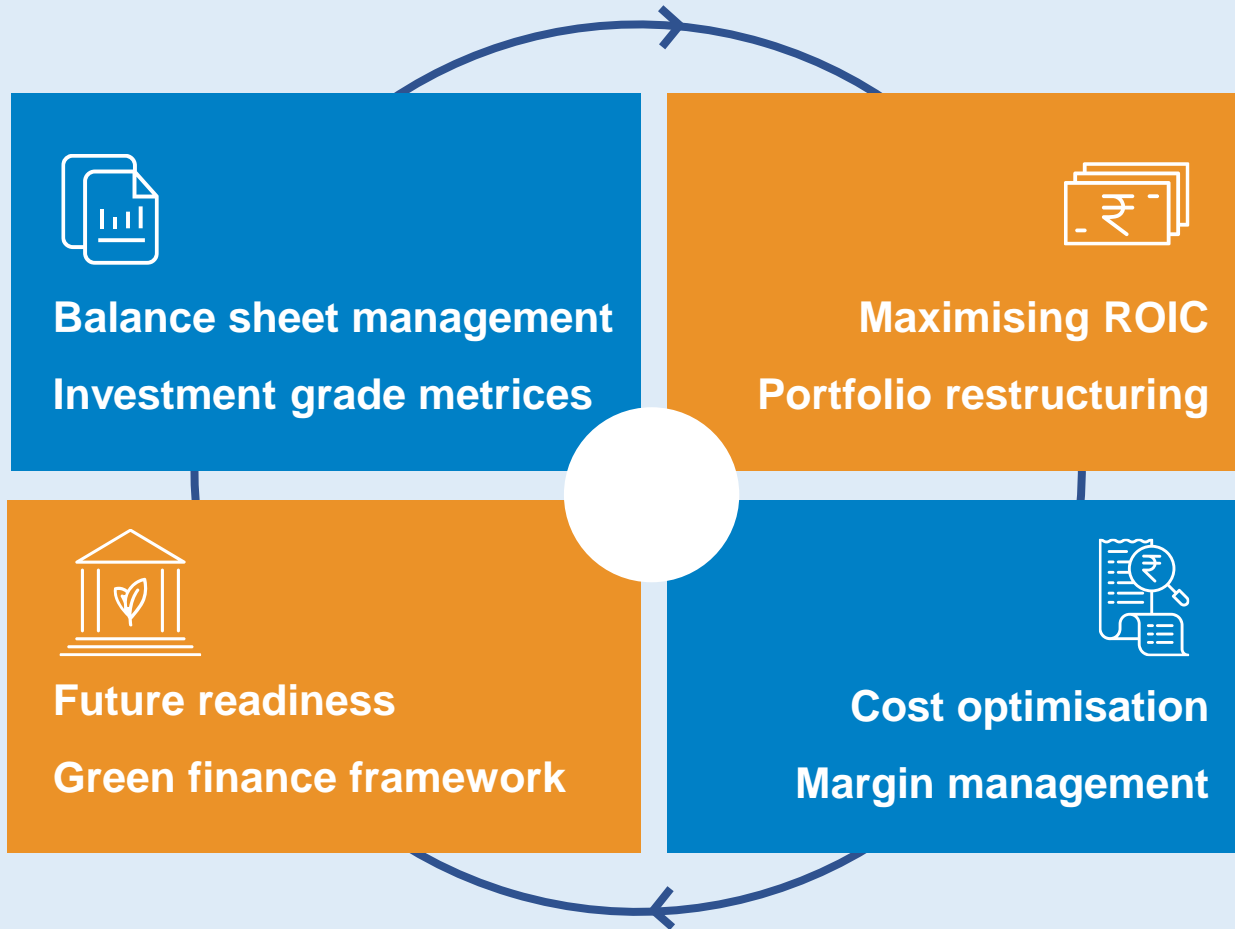 Balance sheet management
Investment grade metrices
₹
Maximising ROIC
Portfolio restructuring
Future readiness
Green finance framework
₹
Cost optimisation
Margin management